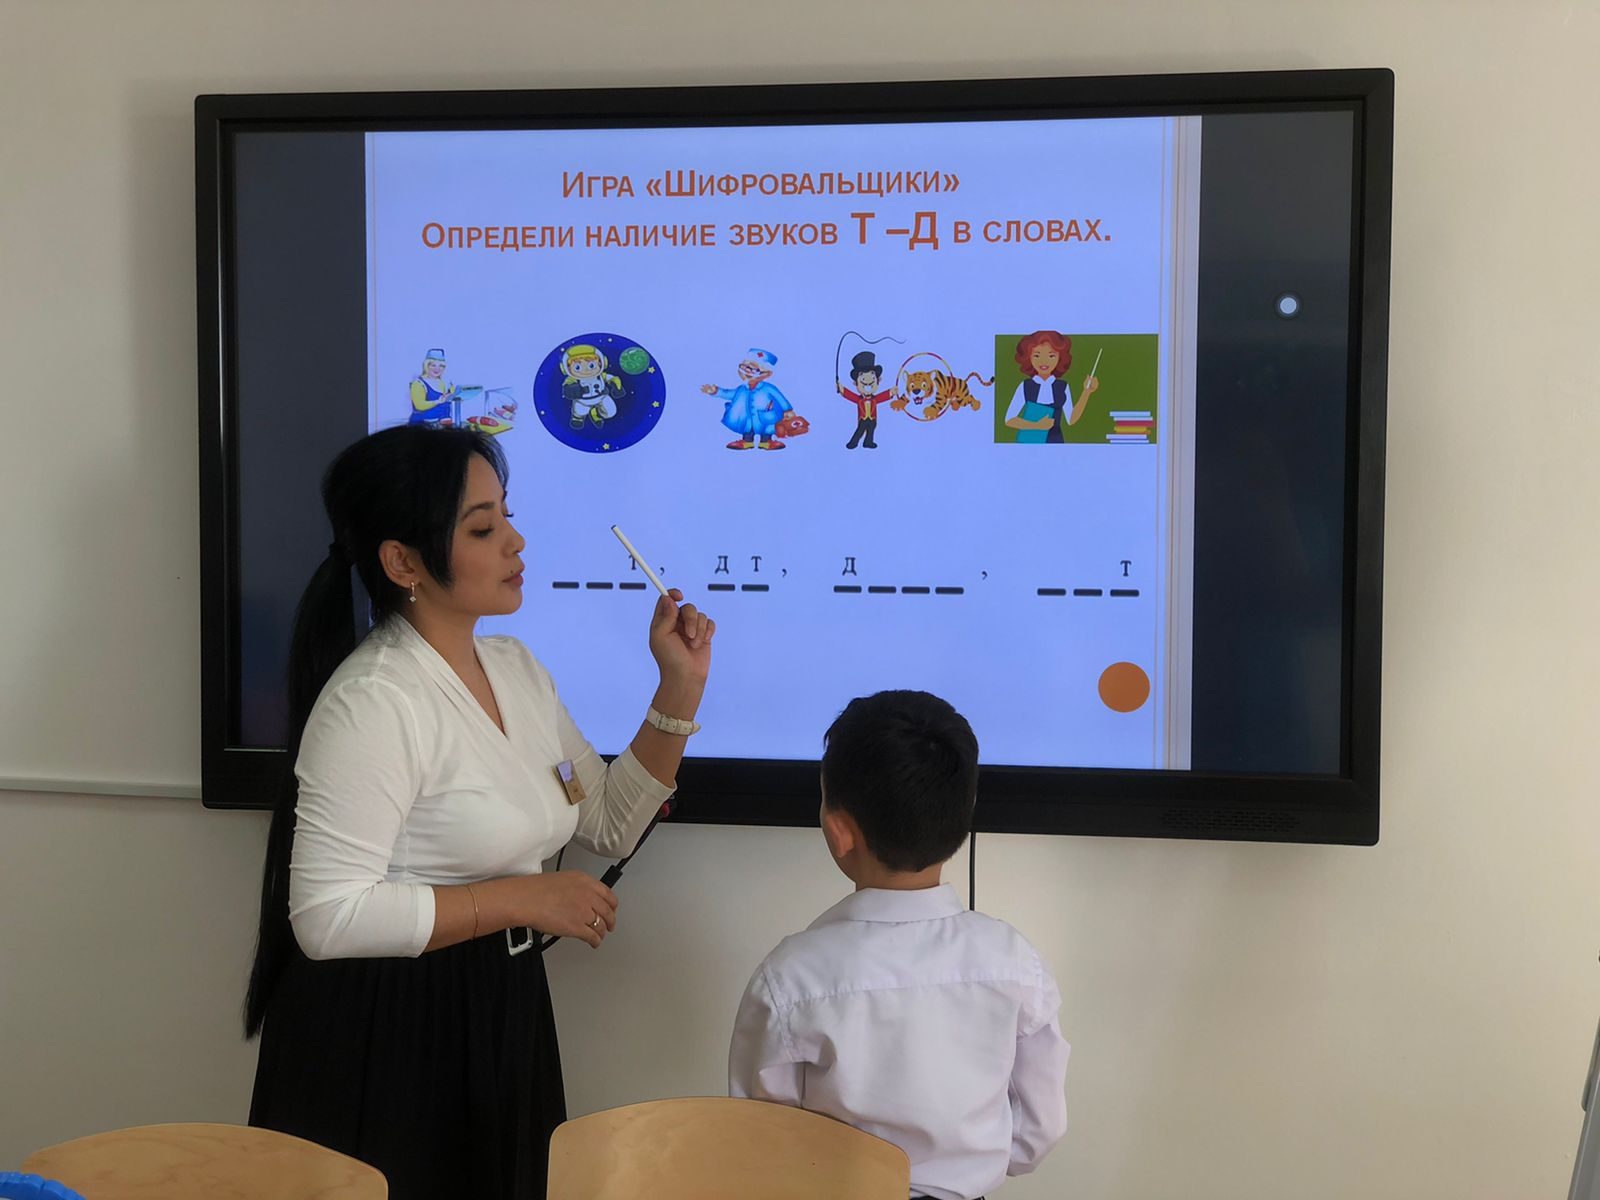 Игра «Шифровальщики»
Определи наличие звуков Т –Д в словах.
т, д т, д , т